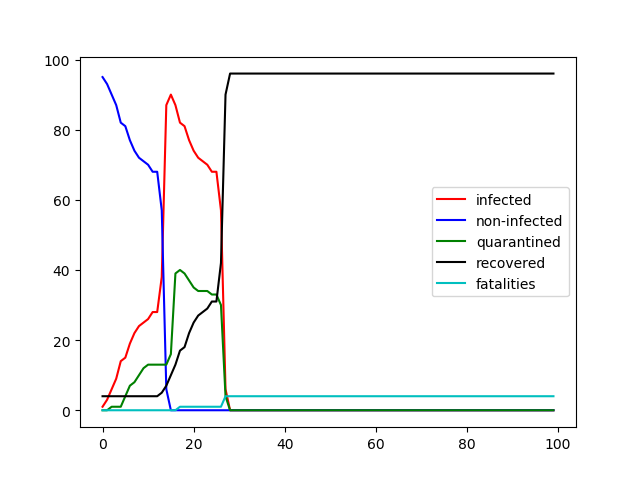 100
80
60
40
20
0
0 20 40 60 80 100
infected
non-infected
quarantined
recovered
fatalities